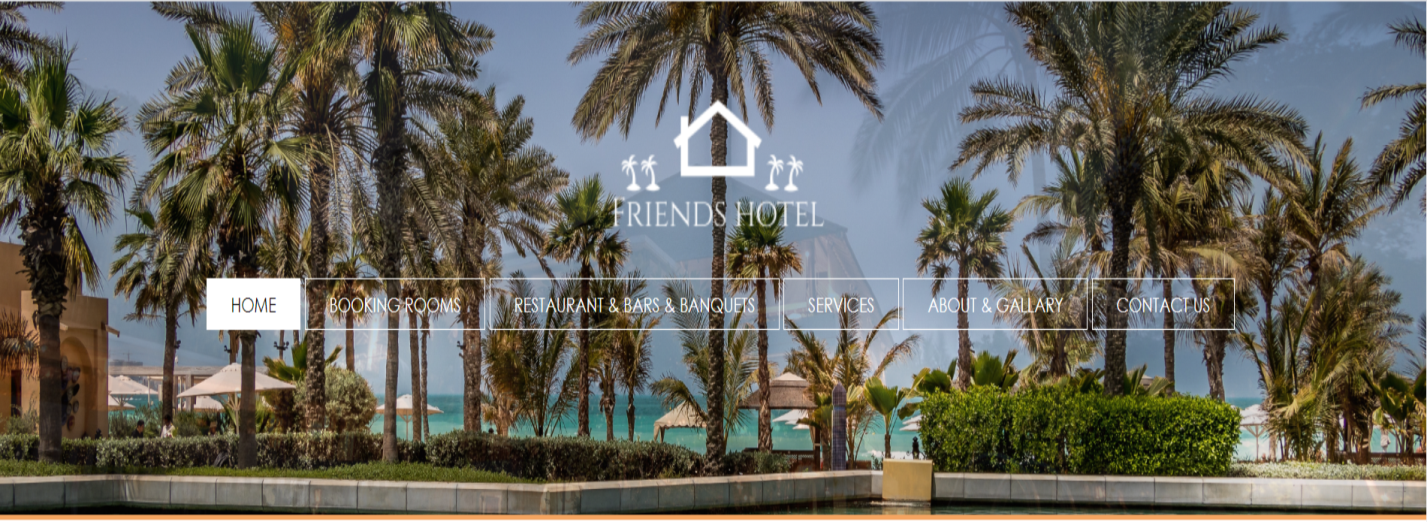 FRIENDS HOTEL
HOME BOOKING ROOMS RESTAURANT & BARS & BANQUETS SERVICES ABOUT & GALLARY CONTACT US